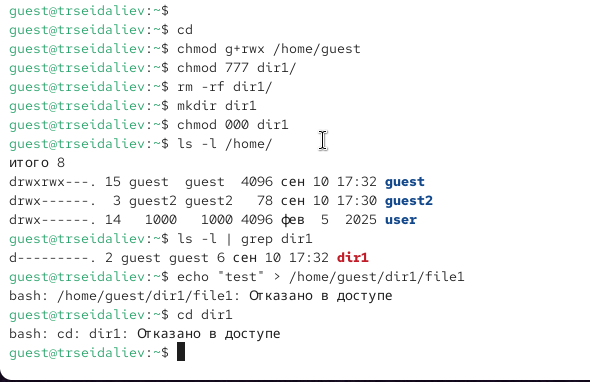 guest@trseidaliev:~$
guest@trseidaliev:~$ cd
guest@trseidaliev:~$ chmod g+rwx /home/guest
guest@trseidaliev:~$ chmod 777 dir1/
guest@trseidaliev:~$ rm -rf dir1/
guest@trseidaliev:~$ mkdir dir1
guest@trseidaliev:~$ chmod 000 dir1
guest@trseidaliev:~$ ls -l /home/
итого 8
drwxrwx---. 15 guest  guest  4096 сен 10 17:32 guest
drwx------.  3 guest2 guest2   78 сен 10 17:30 guest2
drwx------. 14   1000   1000 4096 фев  5  2025 user
guest@trseidaliev:~$ ls -l | grep dir1
d---------. 2 guest guest 6 сен 10 17:32 dir1
guest@trseidaliev:~$ echo "test" > /home/guest/dir1/file1
bash: /home/guest/dir1/file1: Отказано в доступе
guest@trseidaliev:~$ cd dir1
bash: cd: dir1: Отказано в доступе
guest@trseidaliev:~$